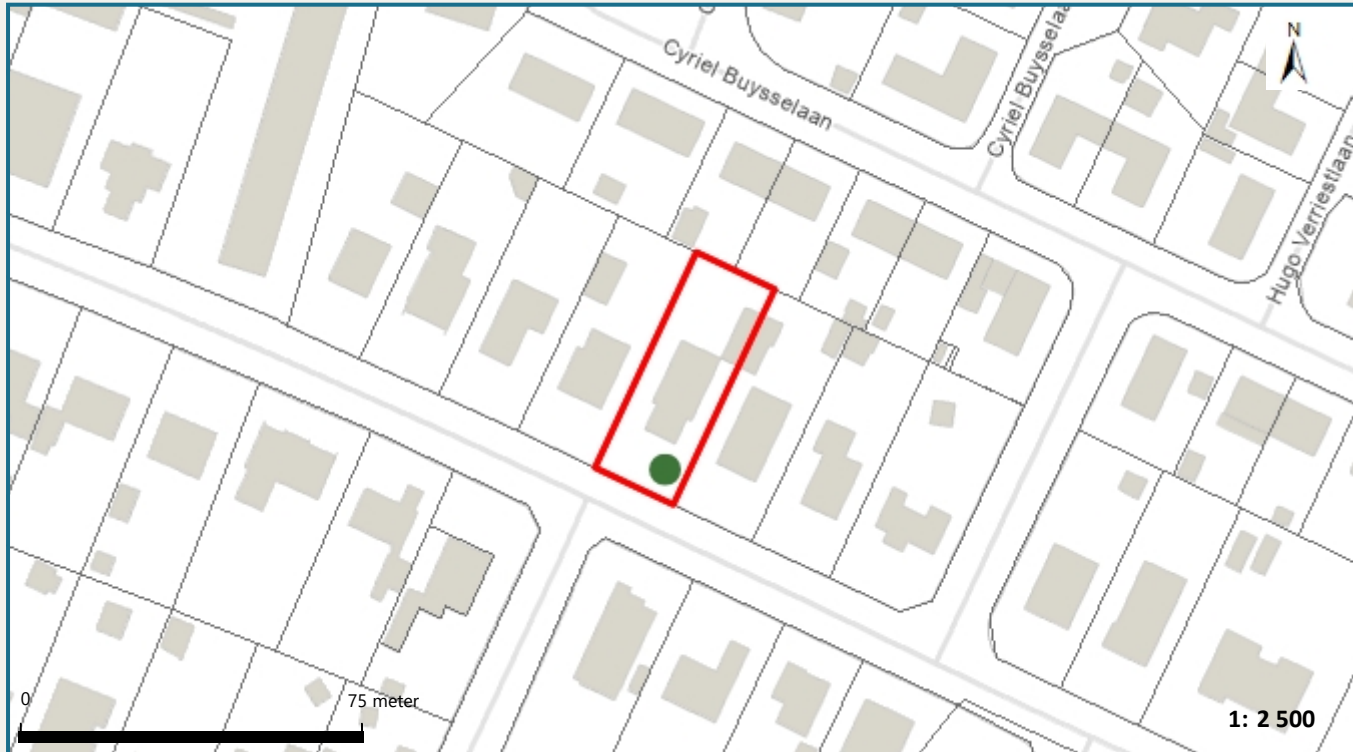 Cyriel Buysselaan
Cyriel Buysselaa
Hugo Verriestlaan
N
0
75 meter
1: 2 500